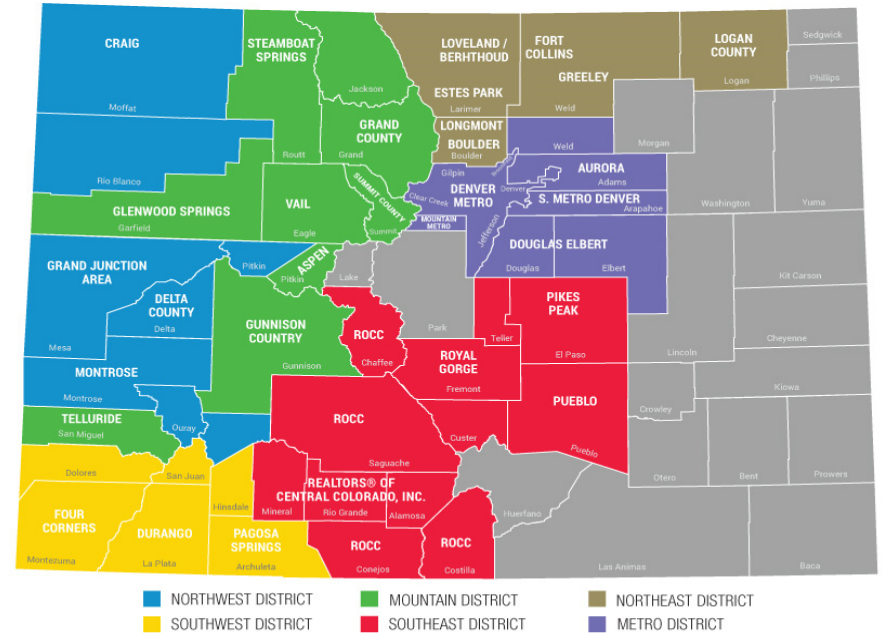 CRAIG
Moffat
STEAMBOAT
SPRINGS
Routt
Jackson
GRAND
COUNTY
Grand
LOVELAND /
BERHTHOUD
ESTES PARK
Larimer
FORT
COLLINS
GREELEY
Weld
LOGAN
COUNTY
Logan
Sedgwick
Phillips
LONGMONT
BOULDER
Boulder
Weld
Morgan
Washington
Yuma
Rio Blanco
GLENWOOD SPRINGS
Garfield
VAIL
Eagle
SUMMIT COUNTY
Summit
Gilpin
Clear Creek
DENVER
METRO
MOUNTAIN
METRO
Jefferson
Broomfield
Denver
AURORA
Adams
S. METRO DENVER
Arapahoe
DOUGLAS ELBERT
Douglas
Elbert
GRAND JUNCTION
AREA
Mesa
DELTA
COUNTY
Delta
Pitkin
ASPEN
Pitkin
Lake
Park
Kit Carson
Lincoln
Cheyenne
GUNNISON
COUNTRY
Gunnison
ROCC
Chaffee
Teller
PIKES
PEAK
El Paso
MONTROSE
Montrose
Ouray
ROYAL
GORGE
Fremont
Custer
PUEBLO
Pueblo
Kiowa
Crowley
Otero
Bent
Prowers
TELLURIDE
San Miguel
ROCC
Saguache
Dolores
San Juan
Hinsdale
REALTORS® OF
CENTRAL COLORADO, INC.
Mineral
Rio Grande
Alamosa
Huerfano
FOUR
CORNERS
Montezuma
DURANGO
La Plata
PAGOSA
SPRINGS
Archuleta
ROCC
Conejos
ROCC
Costilla
Las Animas
Baca
NORTHWEST DISTRICT
MOUNTAIN DISTRICT
NORTHEAST DISTRICT
SOUTHWEST DISTRICT
SOUTHEAST DISTRICT
METRO DISTRICT